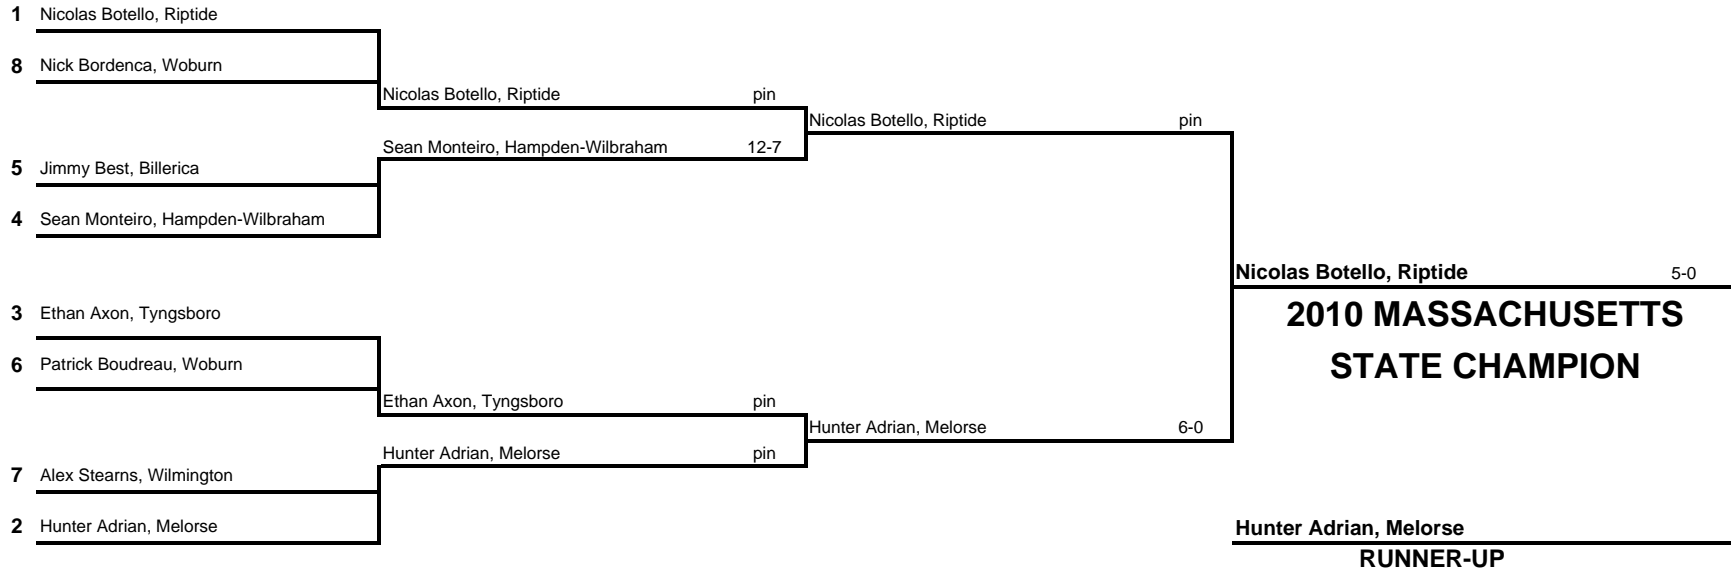 1 Nicolas Botello, Riptide
8 Nick Bordenca, Woburn
Nicolas Botello, Riptide pin
Nicolas Botello, Riptide pin
Sean Monteiro, Hampden-Wilbraham 12-7
5 Jimmy Best, Billerica
4 Sean Monteiro, Hampden-Wilbraham
Nicolas Botello, Riptide 5-0
2010 MASSACHUSETTS
STATE CHAMPION
3 Ethan Axon, Tyngsboro
6 Patrick Boudreau, Woburn
Ethan Axon, Tyngsboro pin
Hunter Adrian, Melorse 6-0
Hunter Adrian, Melorse pin
7 Alex Stearns, Wilmington
2 Hunter Adrian, Melorse
Hunter Adrian, Melorse
RUNNER-UP